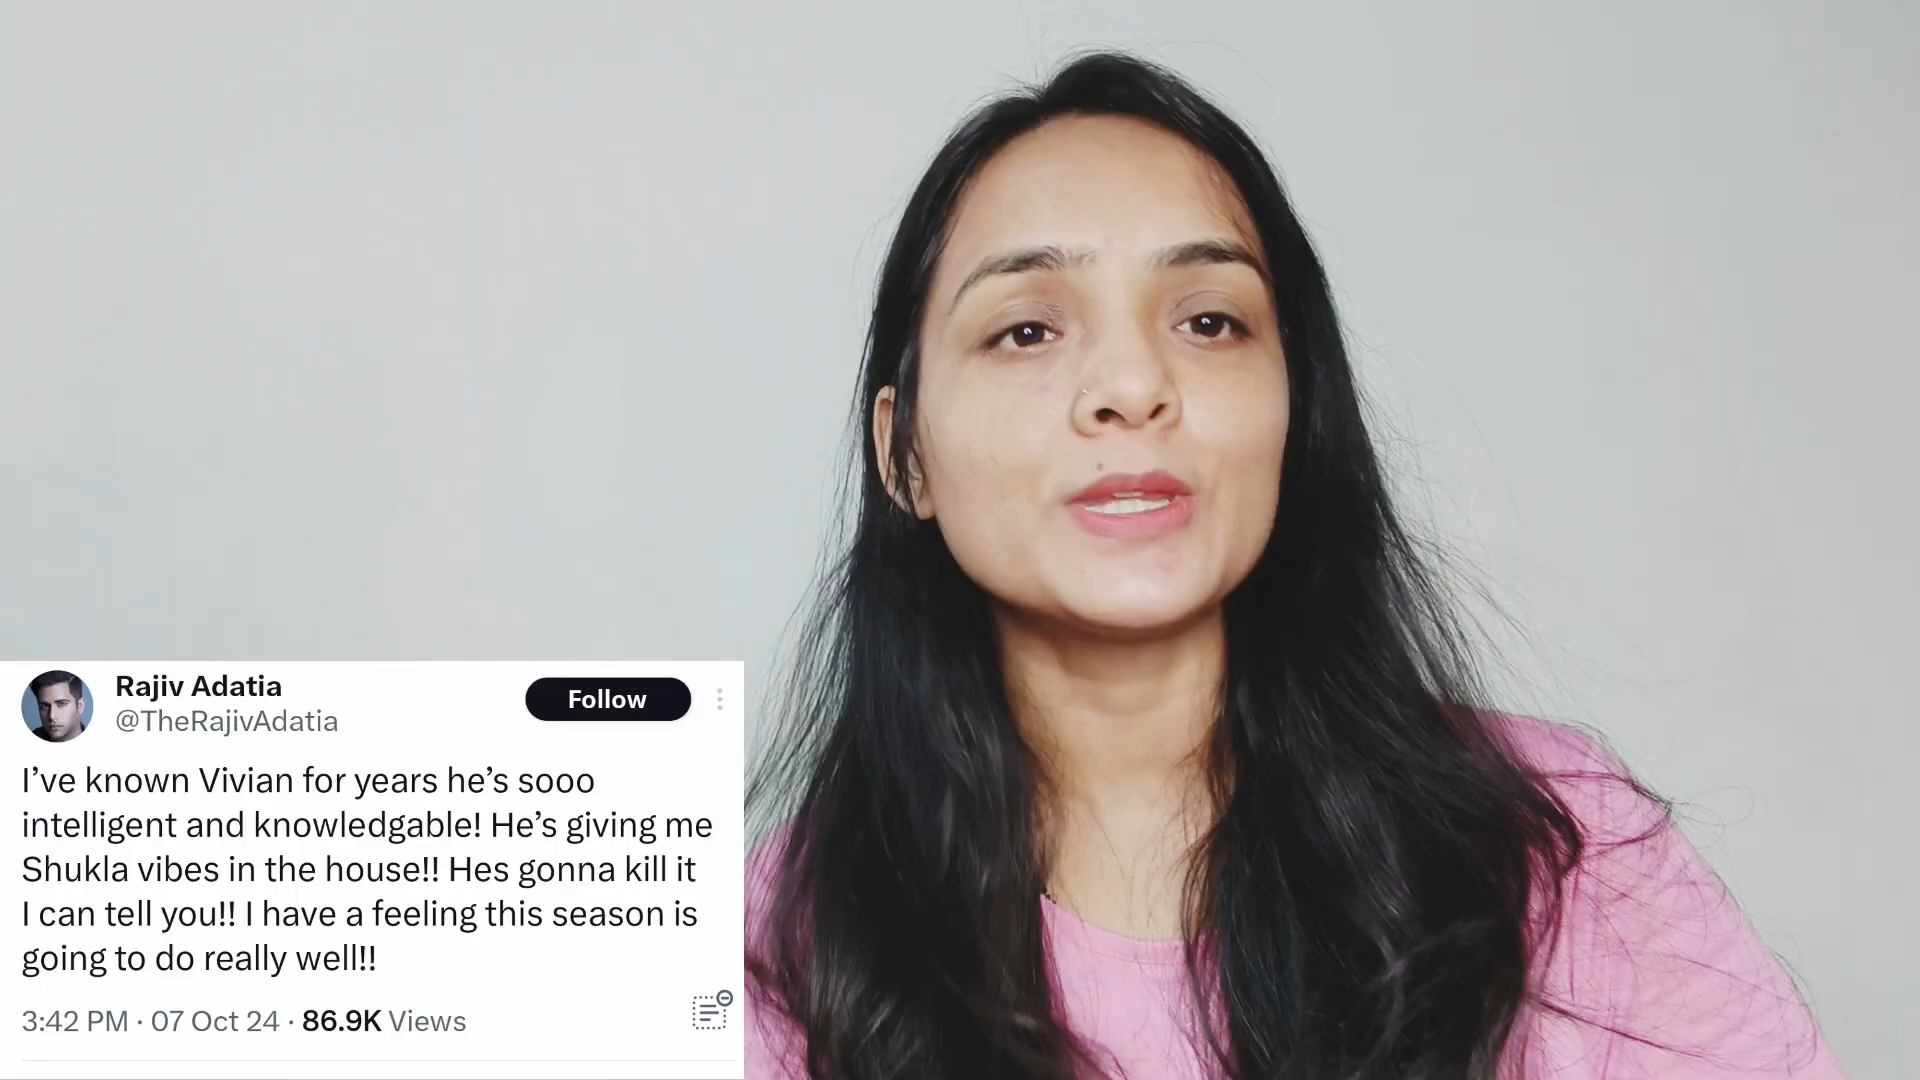 Rajiv Adatia
Follow
@TheRajivAdatia
I’ve known Vivian for years he’s sooo
intelligent and knowledgable! He’s giving me
Shukla vibes in the house!! Hes gonna kill it
I can tell you!! I have a feeling this season is
going to do really well!!
3:42 PM · 07 Oct 24 · 86.9K Views